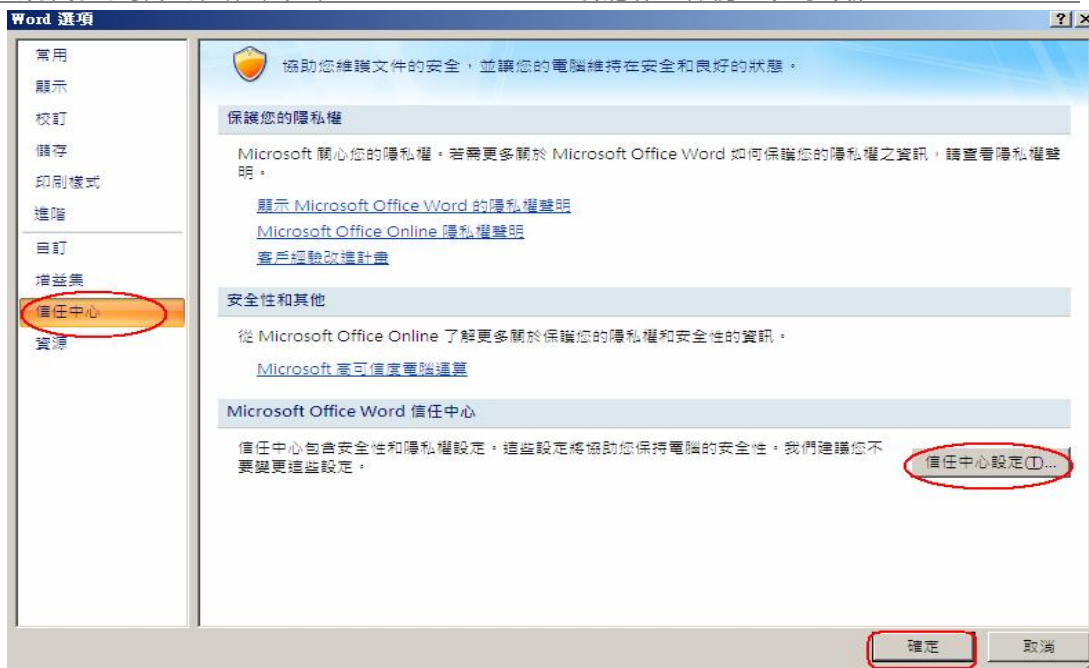 Word 選項
常用
顯示
校訂
儲存
印刷樣式
進階
自訂
增益集
信任中心
資源
協助您維護文件的安全，並讓您的電腦維持在安全和良好的狀態。
保護您的隱私權
Microsoft 關心您的隱私權。若需更多關於 Microsoft Office Word 如何保護您的隱私權之資訊，請查看隱私權聲
明。
顯示 Microsoft Office Word 的隱私權聲明
Microsoft Office Online 隱私權聲明
客戶經驗改進計畫
安全性和其他
從 Microsoft Office Online 了解更多關於保護您的隱私權和安全性的資訊。
Microsoft 高可信度電腦運算
Microsoft Office Word 信任中心
信任中心包含安全性和隱私權設定。這些設定將協助您保持電腦的安全性。我們建議您不
要變更這些設定。
信任中心設定(T)...
確定
取消